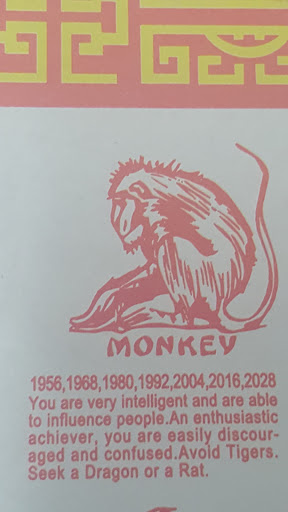 MONKEY
1956,1968,1980,1992,2004,2016,2028
You are very intelligent and are able
to influence people.An enthusiastic
achiever, you are easily discour-
aged and confused.Avoid Tigers.
Seek a Dragon or a Rat.